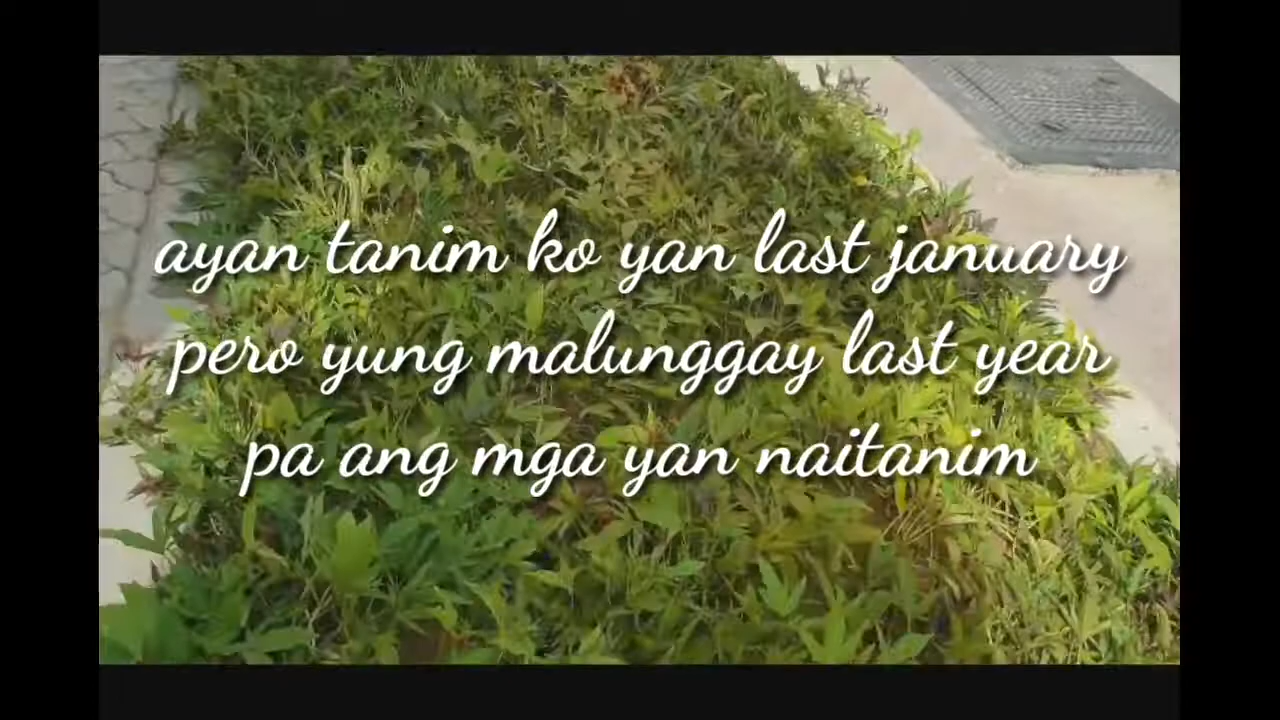 ayan tanim ko yan last january
pero yung malunggay last year
pa ang mga yan naitanim